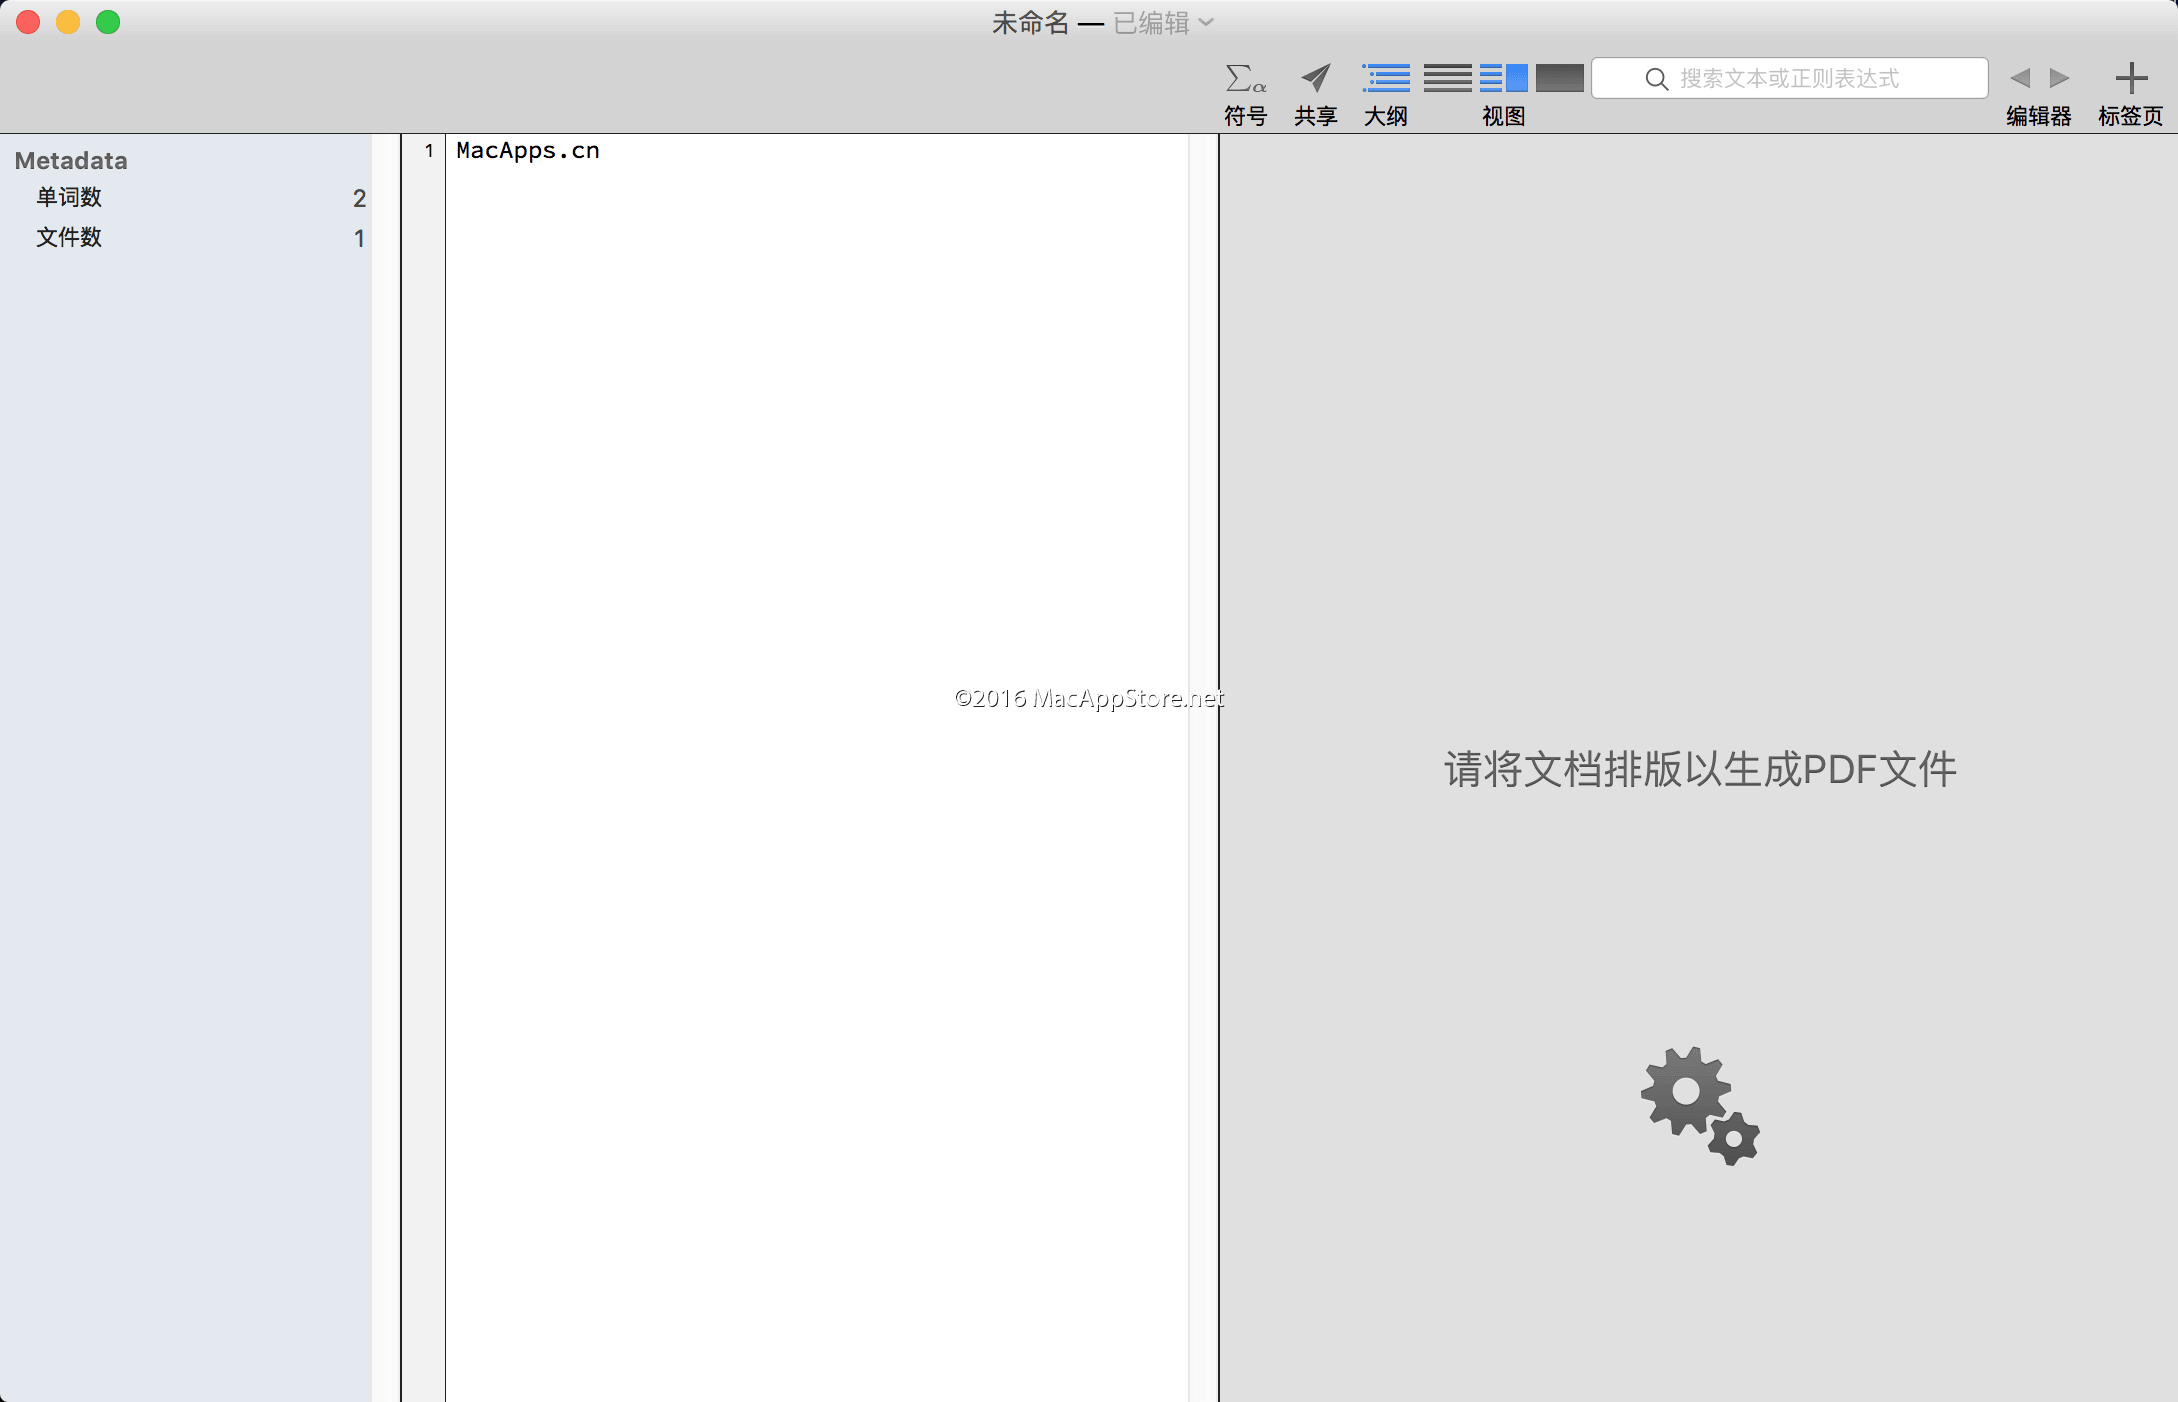 未命名 — 已编辑
Σα
搜索文本或正则表达式
符号 共享 大纲 视图 编辑器 标签页
Metadata
单词数 2
文件数 1
1 MacApps.cn
©2016 MacAppStore.net
请将文档排版以生成PDF文件